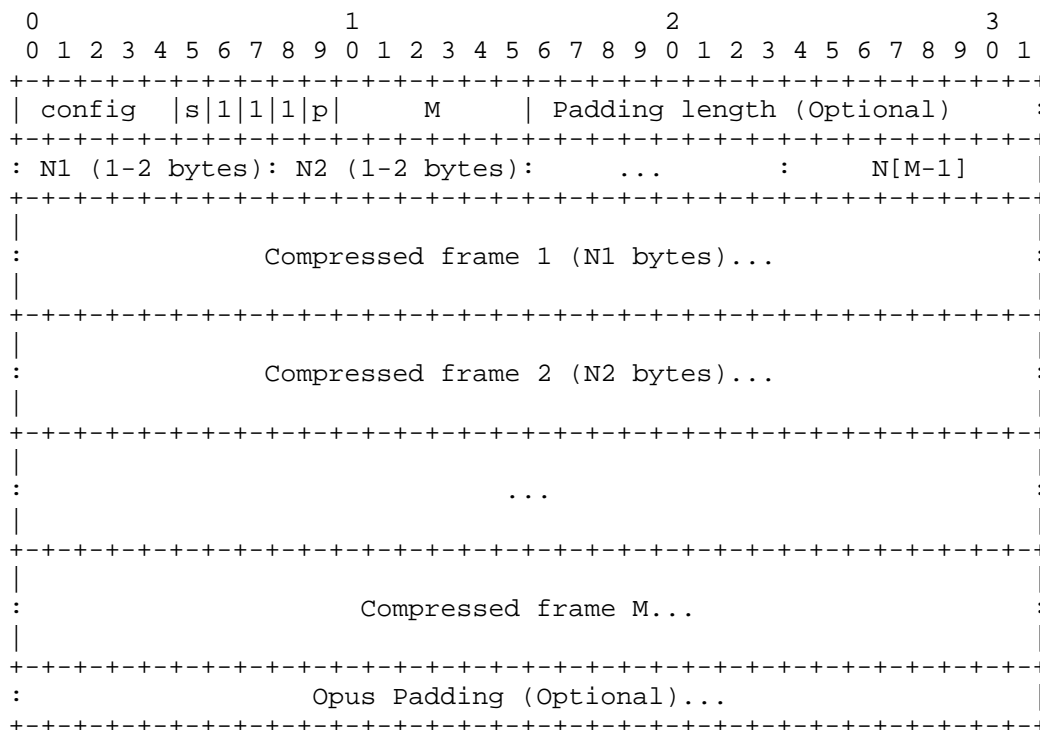 0                   1                   2                   3
 0 1 2 3 4 5 6 7 8 9 0 1 2 3 4 5 6 7 8 9 0 1 2 3 4 5 6 7 8 9 0 1
+-+-+-+-+-+-+-+-+-+-+-+-+-+-+-+-+-+-+-+-+-+-+-+-+-+-+-+-+-+-+-+-+
| config  |s|1|1|1|p|     M     | Padding length (Optional)     :
+-+-+-+-+-+-+-+-+-+-+-+-+-+-+-+-+-+-+-+-+-+-+-+-+-+-+-+-+-+-+-+-+
: N1 (1-2 bytes): N2 (1-2 bytes):     ...       :     N[M-1]    |
+-+-+-+-+-+-+-+-+-+-+-+-+-+-+-+-+-+-+-+-+-+-+-+-+-+-+-+-+-+-+-+-+
|                                                               |
:               Compressed frame 1 (N1 bytes)...                :
|                                                               |
+-+-+-+-+-+-+-+-+-+-+-+-+-+-+-+-+-+-+-+-+-+-+-+-+-+-+-+-+-+-+-+-+
|                                                               |
:               Compressed frame 2 (N2 bytes)...                :
|                                                               |
+-+-+-+-+-+-+-+-+-+-+-+-+-+-+-+-+-+-+-+-+-+-+-+-+-+-+-+-+-+-+-+-+
|                                                               |
:                              ...                              :
|                                                               |
+-+-+-+-+-+-+-+-+-+-+-+-+-+-+-+-+-+-+-+-+-+-+-+-+-+-+-+-+-+-+-+-+
|                                                               |
:                     Compressed frame M...                     :
|                                                               |
+-+-+-+-+-+-+-+-+-+-+-+-+-+-+-+-+-+-+-+-+-+-+-+-+-+-+-+-+-+-+-+-+
:                  Opus Padding (Optional)...                   |
+-+-+-+-+-+-+-+-+-+-+-+-+-+-+-+-+-+-+-+-+-+-+-+-+-+-+-+-+-+-+-+-+